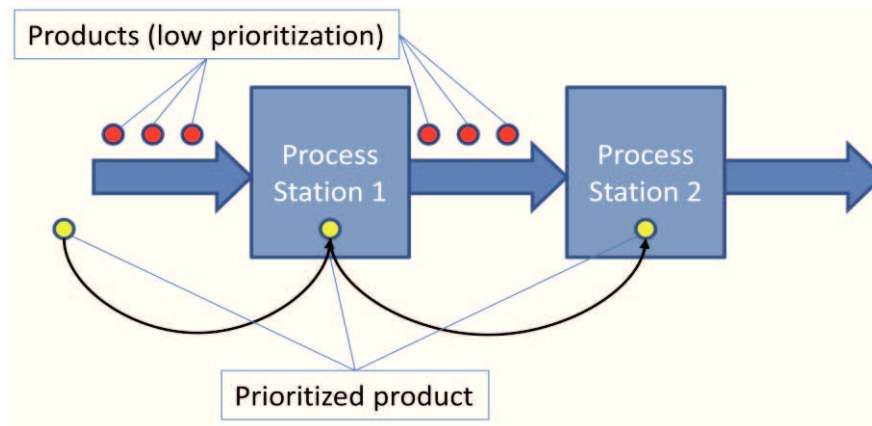 Products (low prioritization)
Process
Station 1
Process
Station 2
Prioritized product